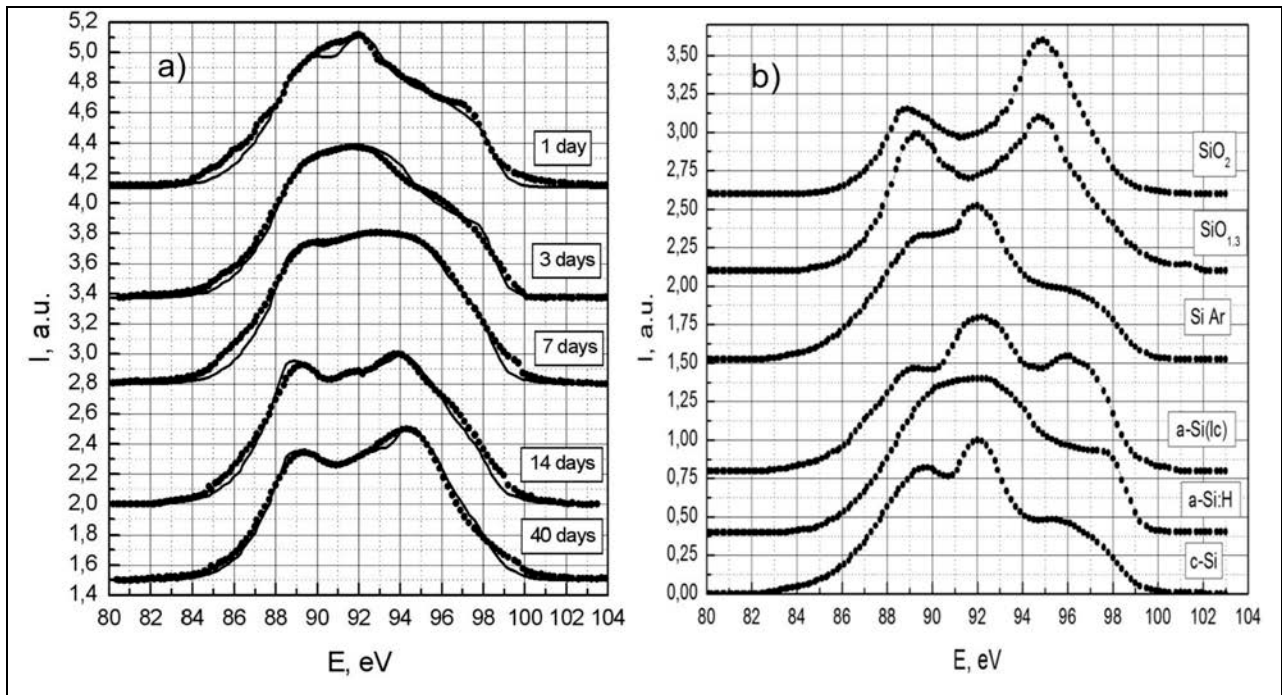 a)
I, a.u.
5,2
5,0
4,8
4,6
4,4
4,2
4,0
3,8
3,6
3,4
3,2
3,0
2,8
2,6
2,4
2,2
2,0
1,8
1,6
1,4
1 day
3 days
7 days
14 days
40 days
80 82 84 86 88 90 92 94 96 98 100 102 104
E, eV
b)
I, a.u.
3,50
3,25
3,00
2,75
2,50
2,25
2,00
1,75
1,50
1,25
1,00
0,75
0,50
0,25
0,00
SiO2
SiO1,3
Si Ar
a-Si(lc)
a-Si:H
c-Si
80 82 84 86 88 90 92 94 96 98 100 102 104
E, eV